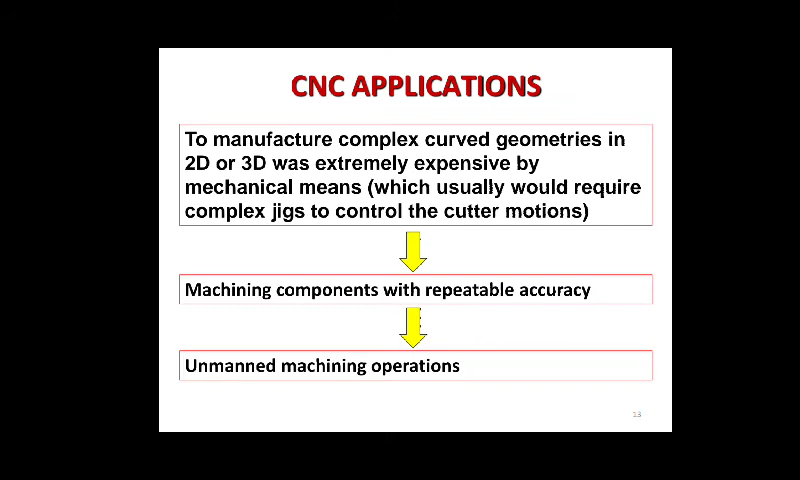 CNC APPLICATIONS
To manufacture complex curved geometries in
2D or 3D was extremely expensive by
mechanical means (which usually would require
complex jigs to control the cutter motions)
Machining components with repeatable accuracy
Unmanned machining operations
13